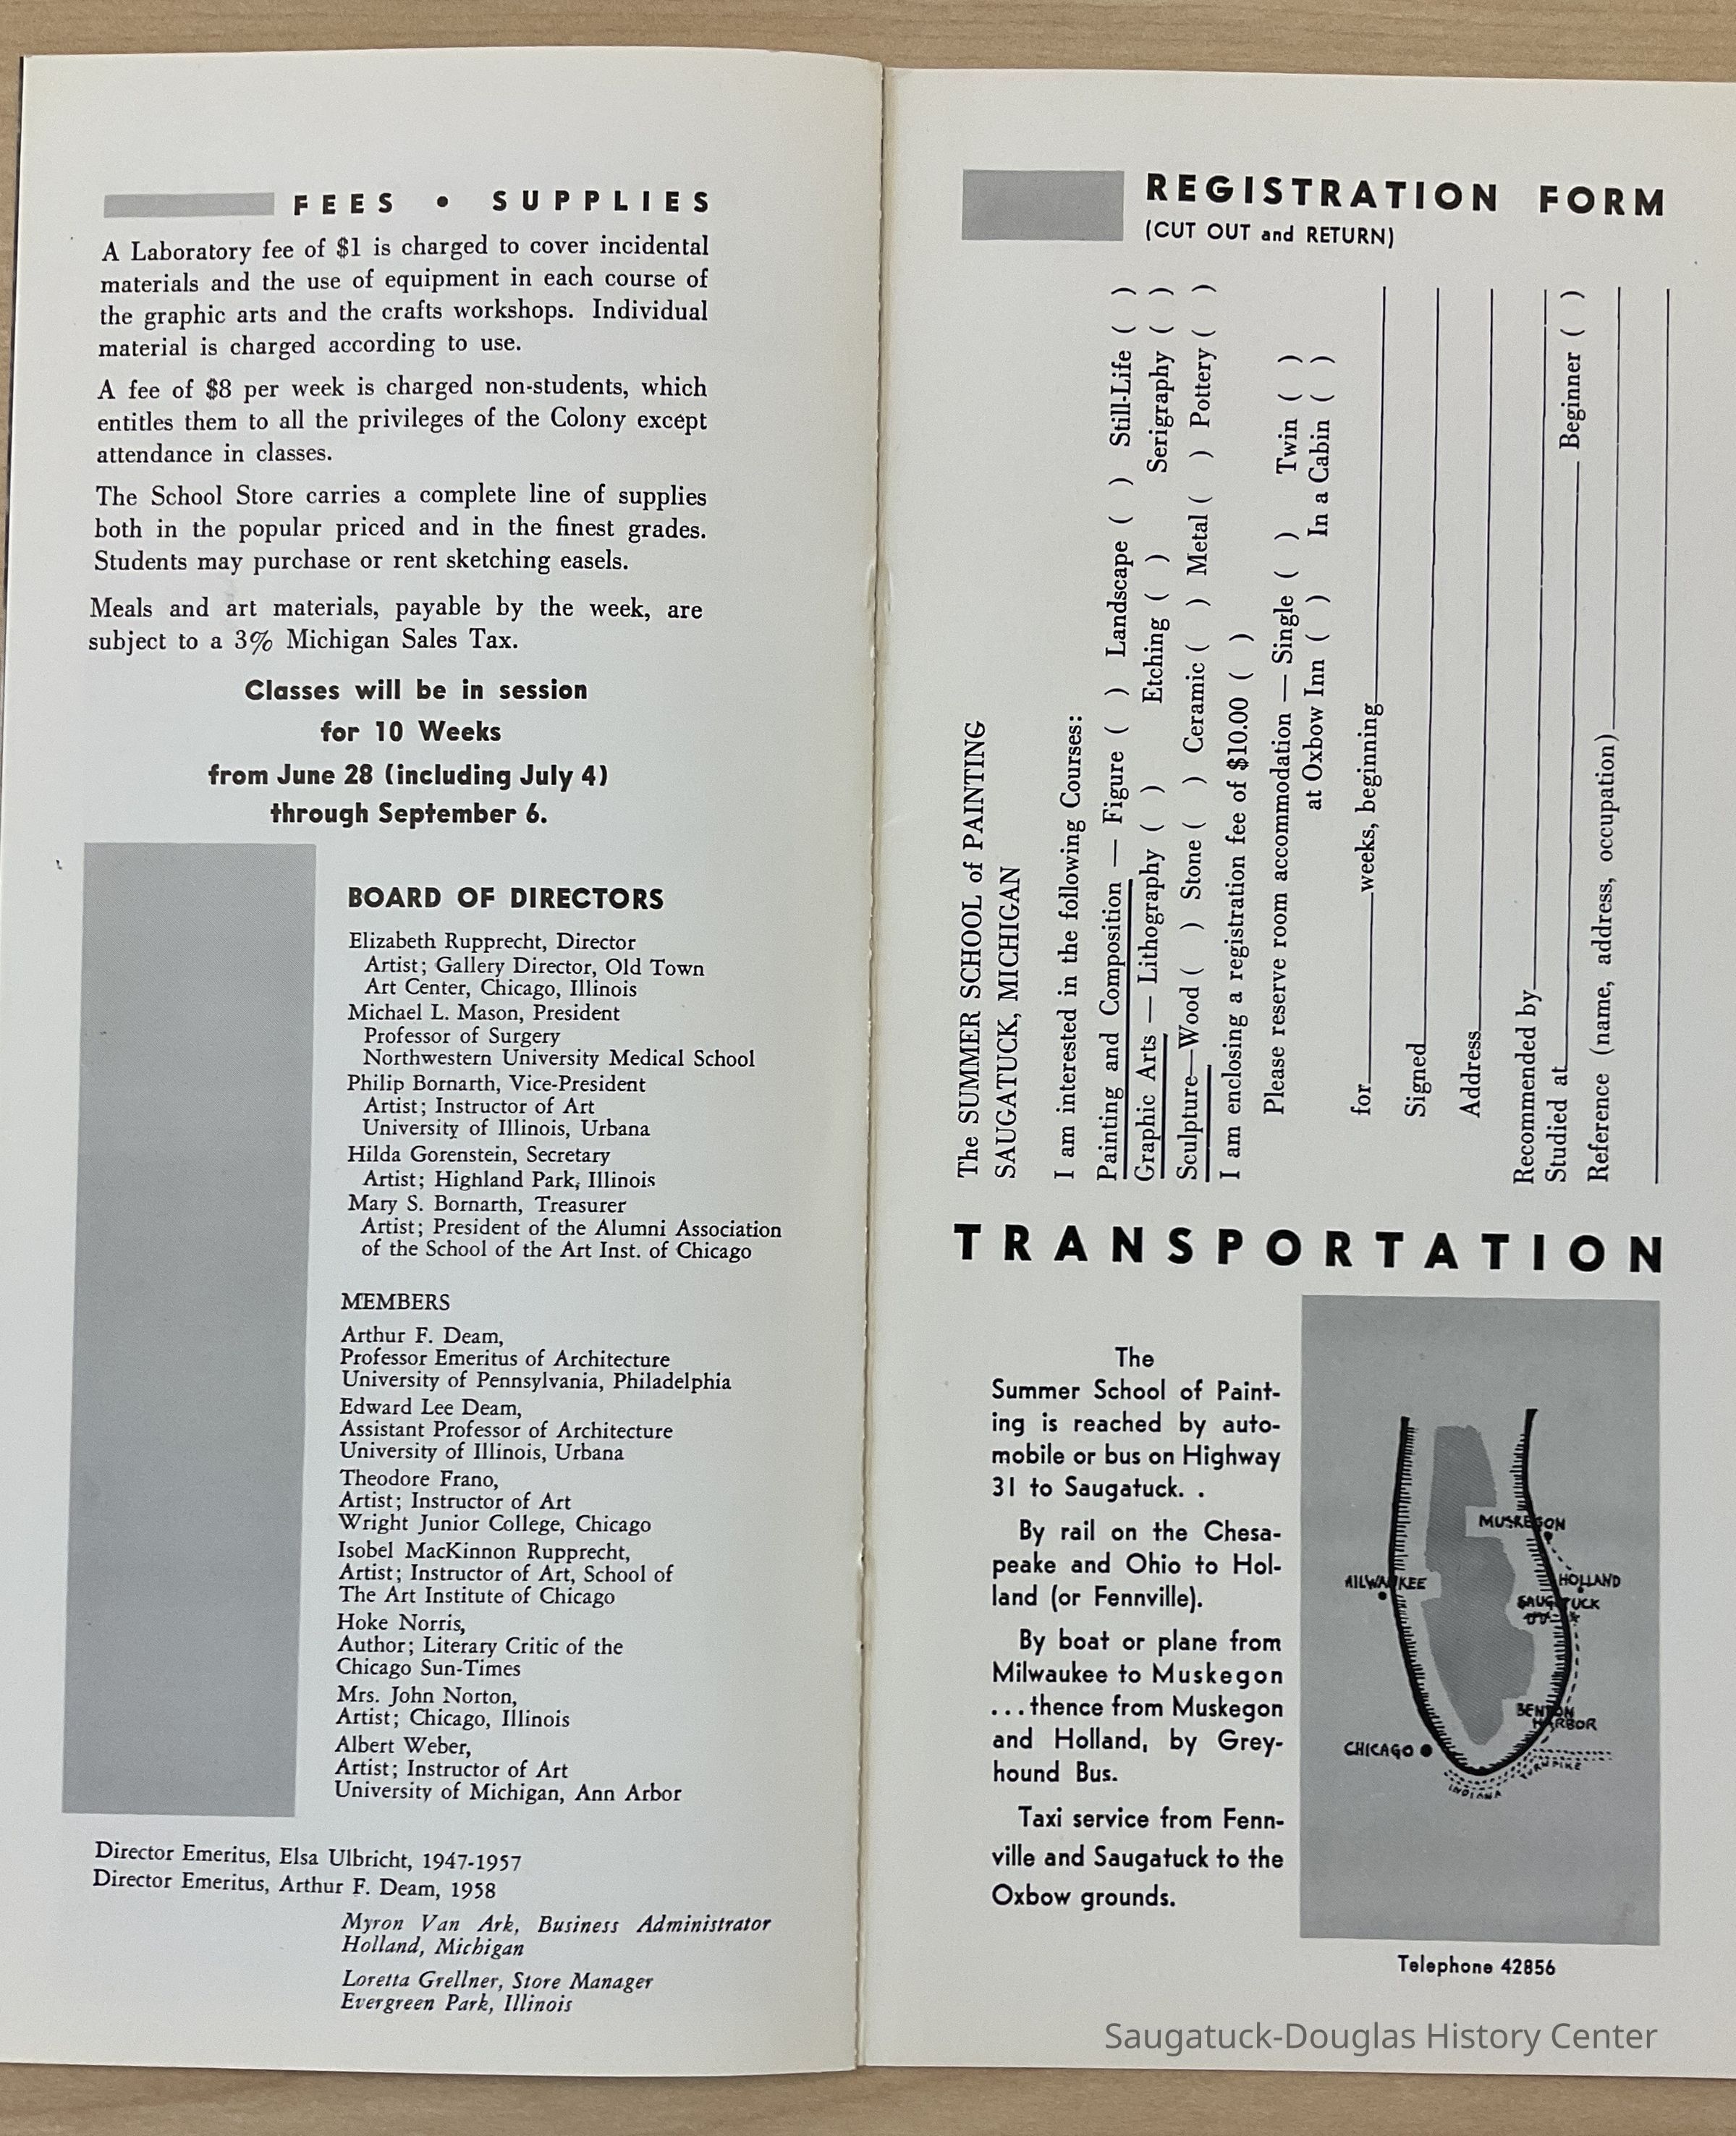 FEES • SUPPLIES
A Laboratory fee of $1 is charged to cover incidental
materials and the use of equipment in each course of
the graphic arts and the crafts workshops. Individual
material is charged according to use.
A fee of $8 per week is charged non-students, which
entitles them to all the privileges of the Colony except
attendance in classes.
The School Store carries a complete line of supplies
both in the popular priced and in the finest grades.
Students may purchase or rent sketching easels.
Meals and art materials, payable by the week, are
subject to a 3% Michigan Sales Tax.
Classes will be in session
for 10 Weeks
from June 28 (including July 4)
through September 6.
BOARD OF DIRECTORS
Elizabeth Rupprecht, Director
Artist; Gallery Director, Old Town
Art Center, Chicago, Illinois
Michael L. Mason, President
Professor of Surgery
Northwestern University Medical School
Philip Bornarth, Vice-President
Artist; Instructor of Art
University of Illinois, Urbana
Hilda Gorenstein, Secretary
Artist; Highland Park, Illinois
Mary S. Bornarth, Treasurer
Artist; President of the Alumni Association
of the School of the Art Inst. of Chicago
MEMBERS
Arthur F. Deam,
Professor Emeritus of Architecture
University of Pennsylvania, Philadelphia
Edward Lee Deam,
Assistant Professor of Architecture
University of Illinois, Urbana
Theodore Frano,
Artist; Instructor of Art
Wright Junior College, Chicago
Isobel MacKinnon Rupprecht,
Artist; Instructor of Art, School of
The Art Institute of Chicago
Hoke Norris,
Author; Literary Critic of the
Chicago Sun-Times
Mrs. John Norton,
Artist; Chicago, Illinois
Albert Weber,
Artist; Instructor of Art
University of Michigan, Ann Arbor
Director Emeritus, Elsa Ulbricht, 1947-1957
Director Emeritus, Arthur F. Deam, 1958
Myron Van Ark, Business Administrator
Holland, Michigan
Loretta Grellner, Store Manager
Evergreen Park, Illinois
REGISTRATION FORM
(CUT OUT and RETURN)
The SUMMER SCHOOL of PAINTING
SAUGATUCK, MICHIGAN
I am interested in the following Courses:
Painting and Composition — Figure ( ) Landscape ( ) Still-Life ( )
Graphic Arts — Lithography ( ) Etching ( ) Serigraphy ( )
Sculpture—Wood ( ) Stone ( ) Ceramic ( ) Metal ( ) Pottery ( )
I am enclosing a registration fee of $10.00 ( )
Please reserve room accommodation — Single ( ) Twin ( )
at Oxbow Inn ( ) In a Cabin ( )
for weeks, beginning
Signed
Address
Recommended by
Studied at Beginner ( )
Reference (name, address, occupation)
TRANSPORTATION
The
Summer School of Paint-
ing is reached by auto-
mobile or bus on Highway
31 to Saugatuck. .
By rail on the Chesa-
peake and Ohio to Hol-
land (or Fennville).
By boat or plane from
Milwaukee to Muskegon
...thence from Muskegon
and Holland, by Grey-
hound Bus.
Taxi service from Fenn-
ville and Saugatuck to the
Oxbow grounds.
MUSKEGON
MILWAUKEE
HOLLAND
SAUGATUCK
BENTON
HARBOR
CHICAGO
INDIANA
TURNPIKE
Telephone 42856
Saugatuck-Douglas History Center